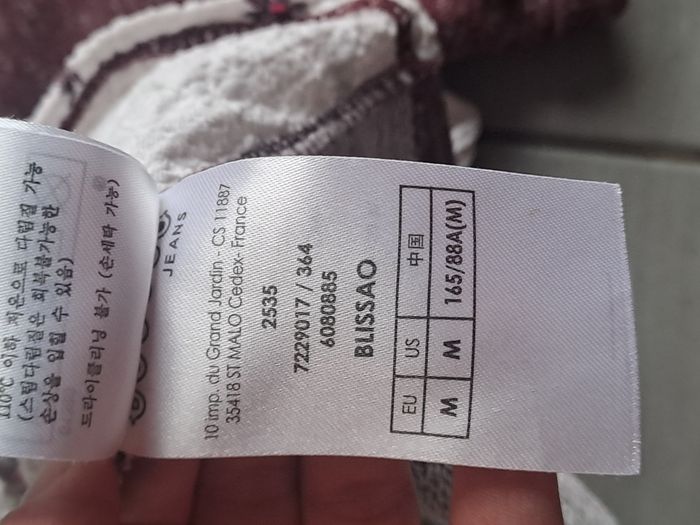 110°C 이하 저온으로 다림질 가능
(스팀다림질은 회복불가능한
손상을 입힐 수 있음)
드라이클리닝 불가 (손세탁 가능)
JEANS
10 imp. du Grand Jardin - CS 11887
35418 ST MALO Cedex- France
2535
7229017 / 364
6080885
BLISSAO
EU US 中国
M M 165/88A(M)